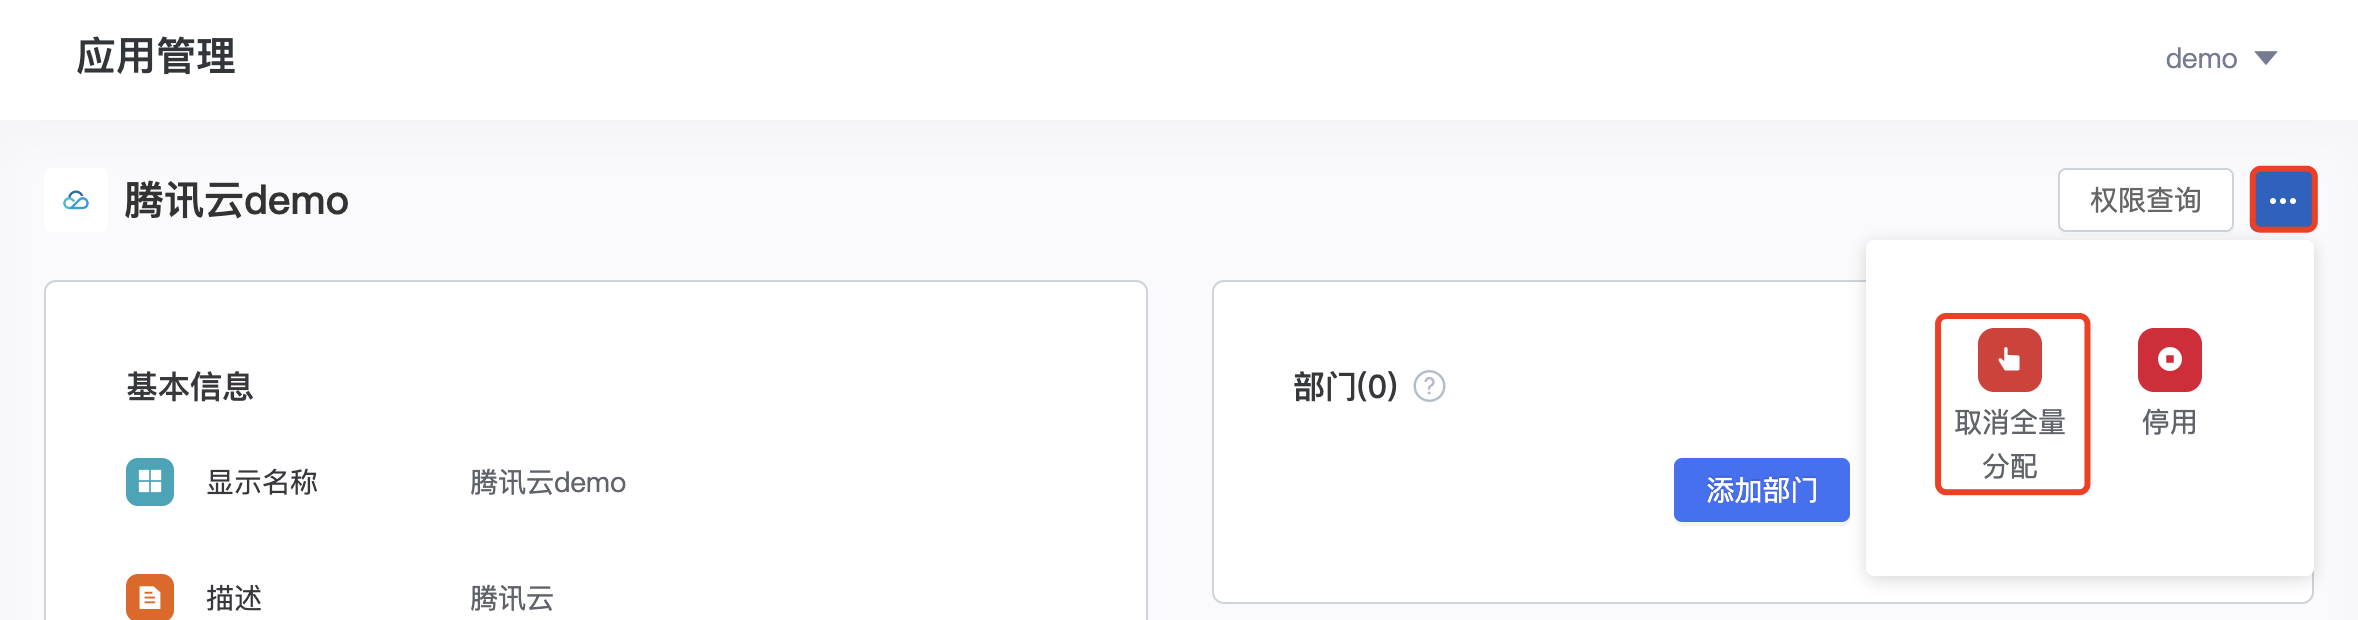 应用管理
demo
腾讯云demo
权限查询
取消全量
分配
停用
基本信息
显示名称
腾讯云demo
描述
腾讯云
部门(0)
?
添加部门